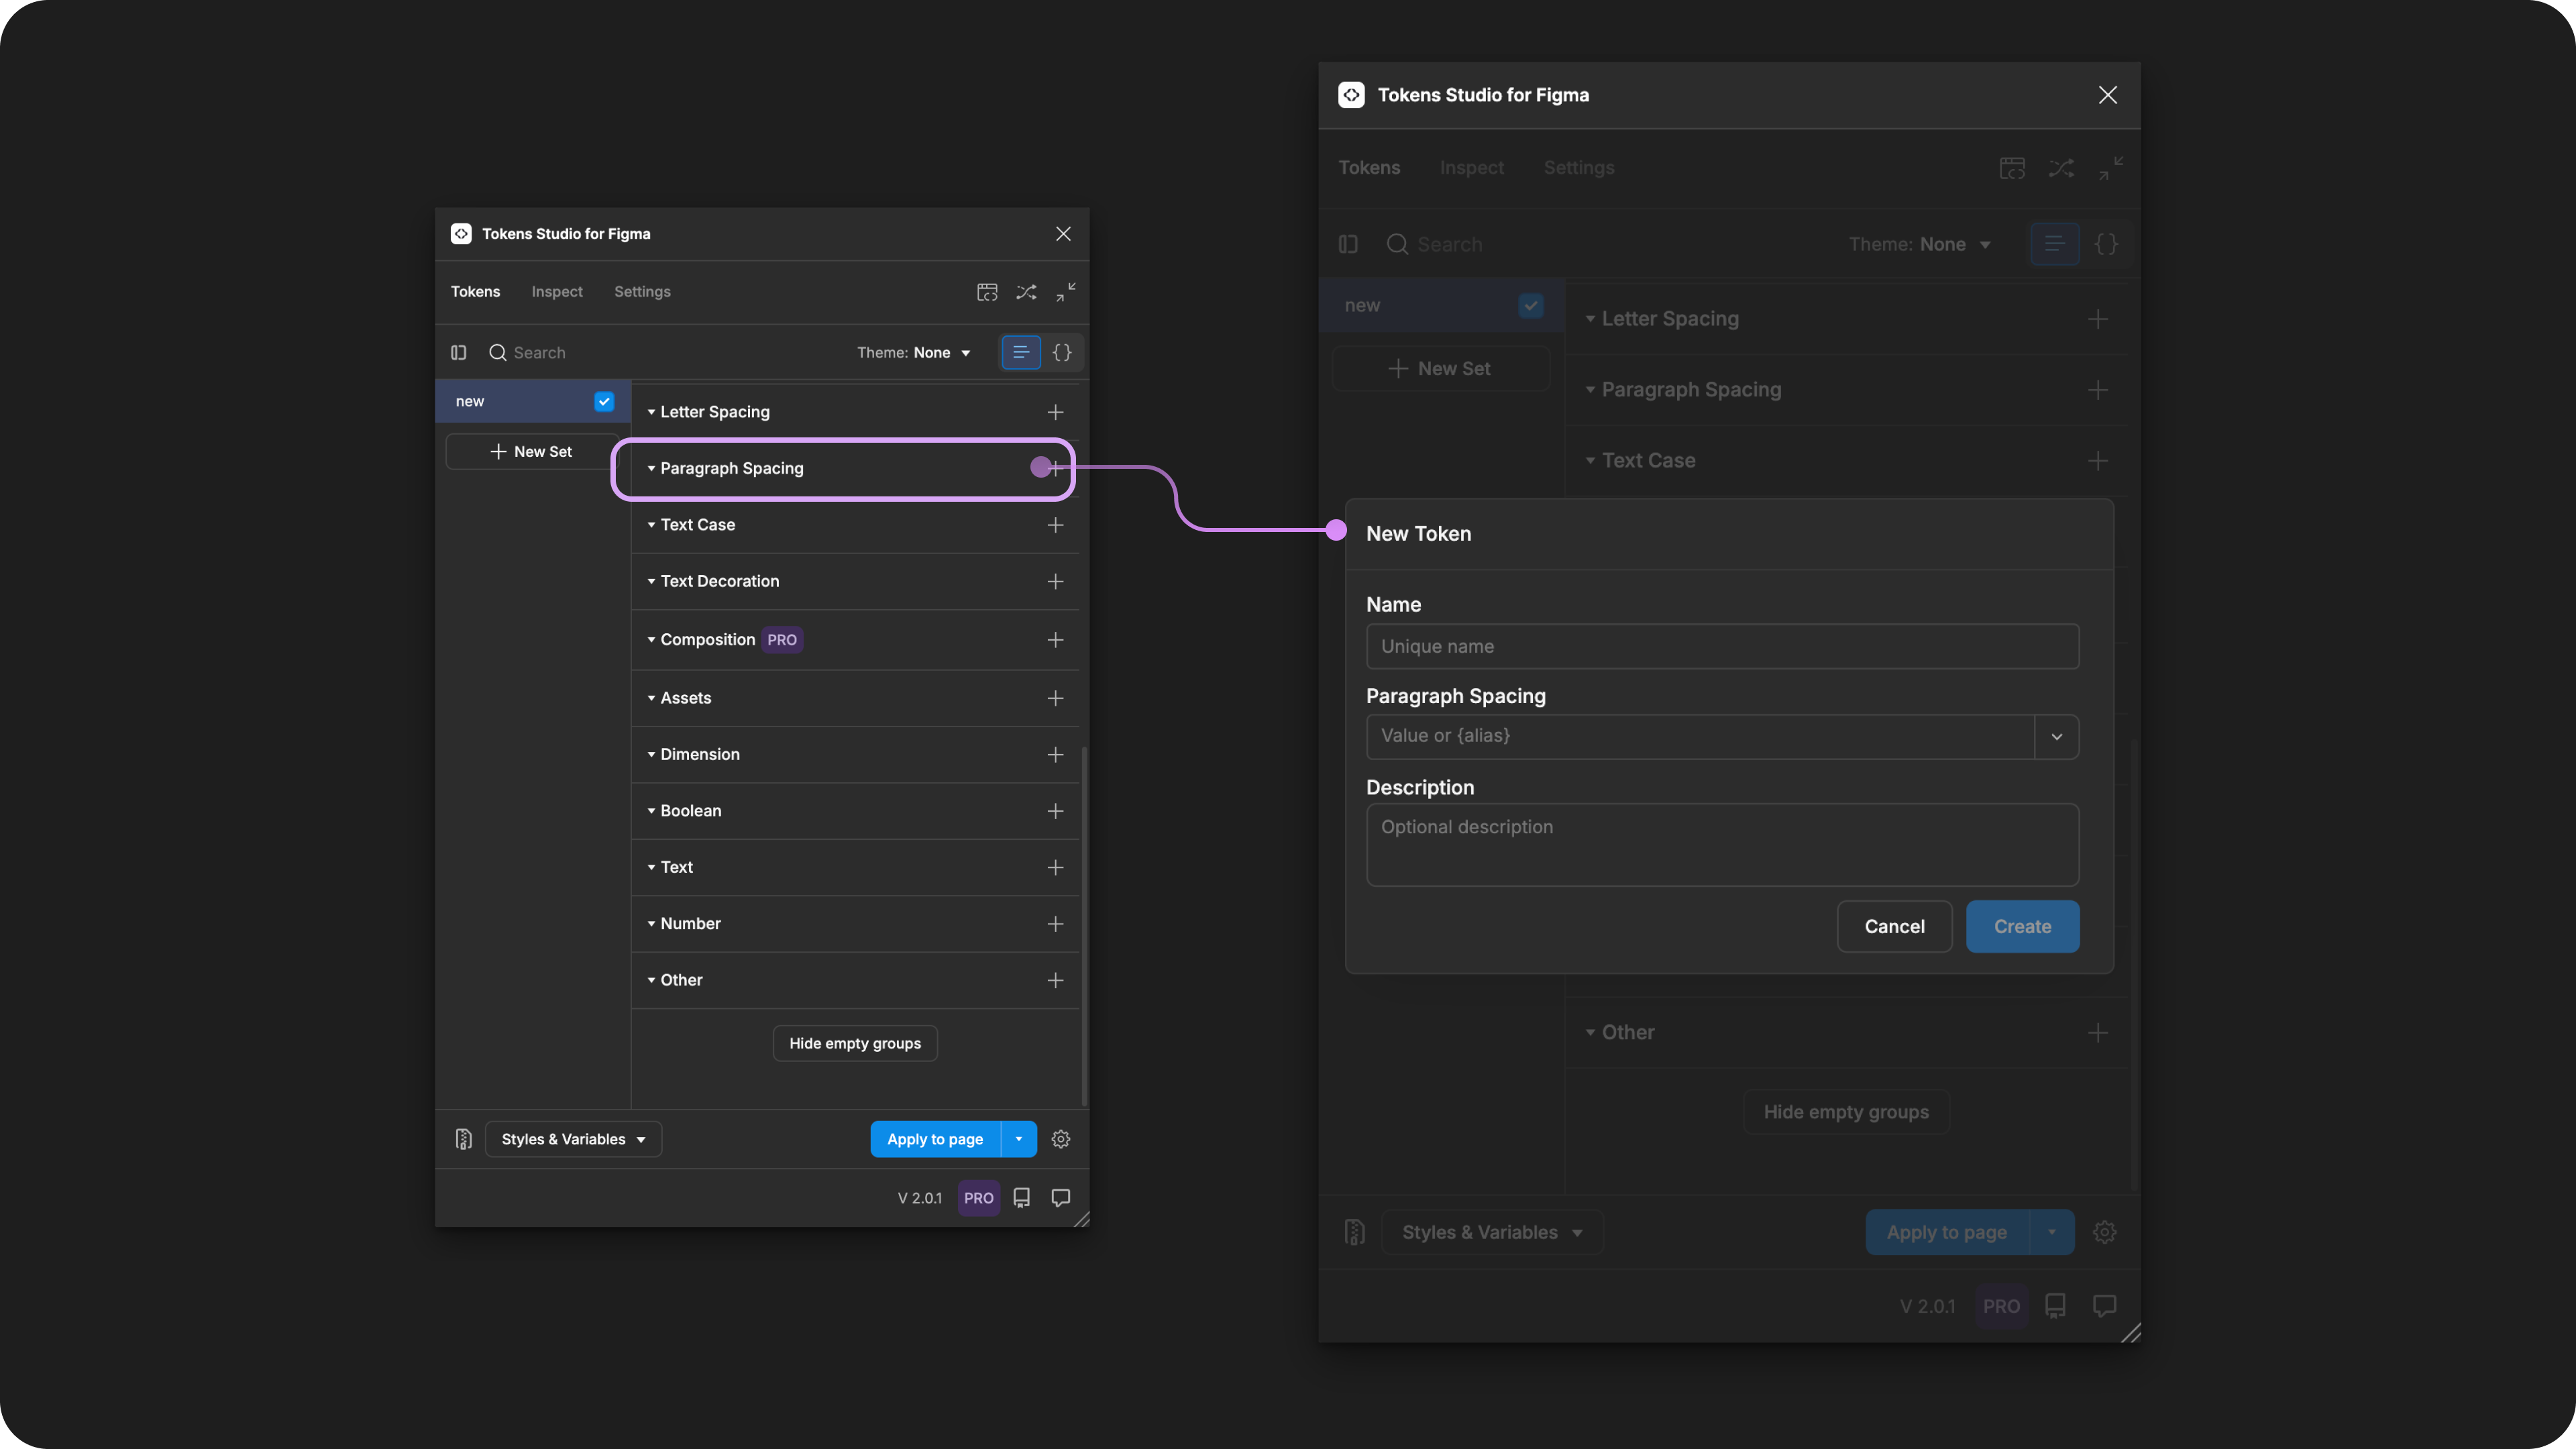 Tokens Studio for Figma
Tokens Inspect Settings
Search Theme: None {}
new
New Set
Letter Spacing
Paragraph Spacing
Text Case
Text Decoration
Composition PRO
Assets
Dimension
Boolean
Text
Number
Other
Hide empty groups
Styles & Variables Apply to page
V 2.0.1 PRO
Tokens Studio for Figma
Tokens Inspect Settings
Search Theme: None {}
new
New Set
Letter Spacing
Paragraph Spacing
Text Case
New Token
Name
Unique name
Paragraph Spacing
Value or {alias}
Description
Optional description
Cancel Create
Other
Hide empty groups
Styles & Variables Apply to page
V 2.0.1 PRO